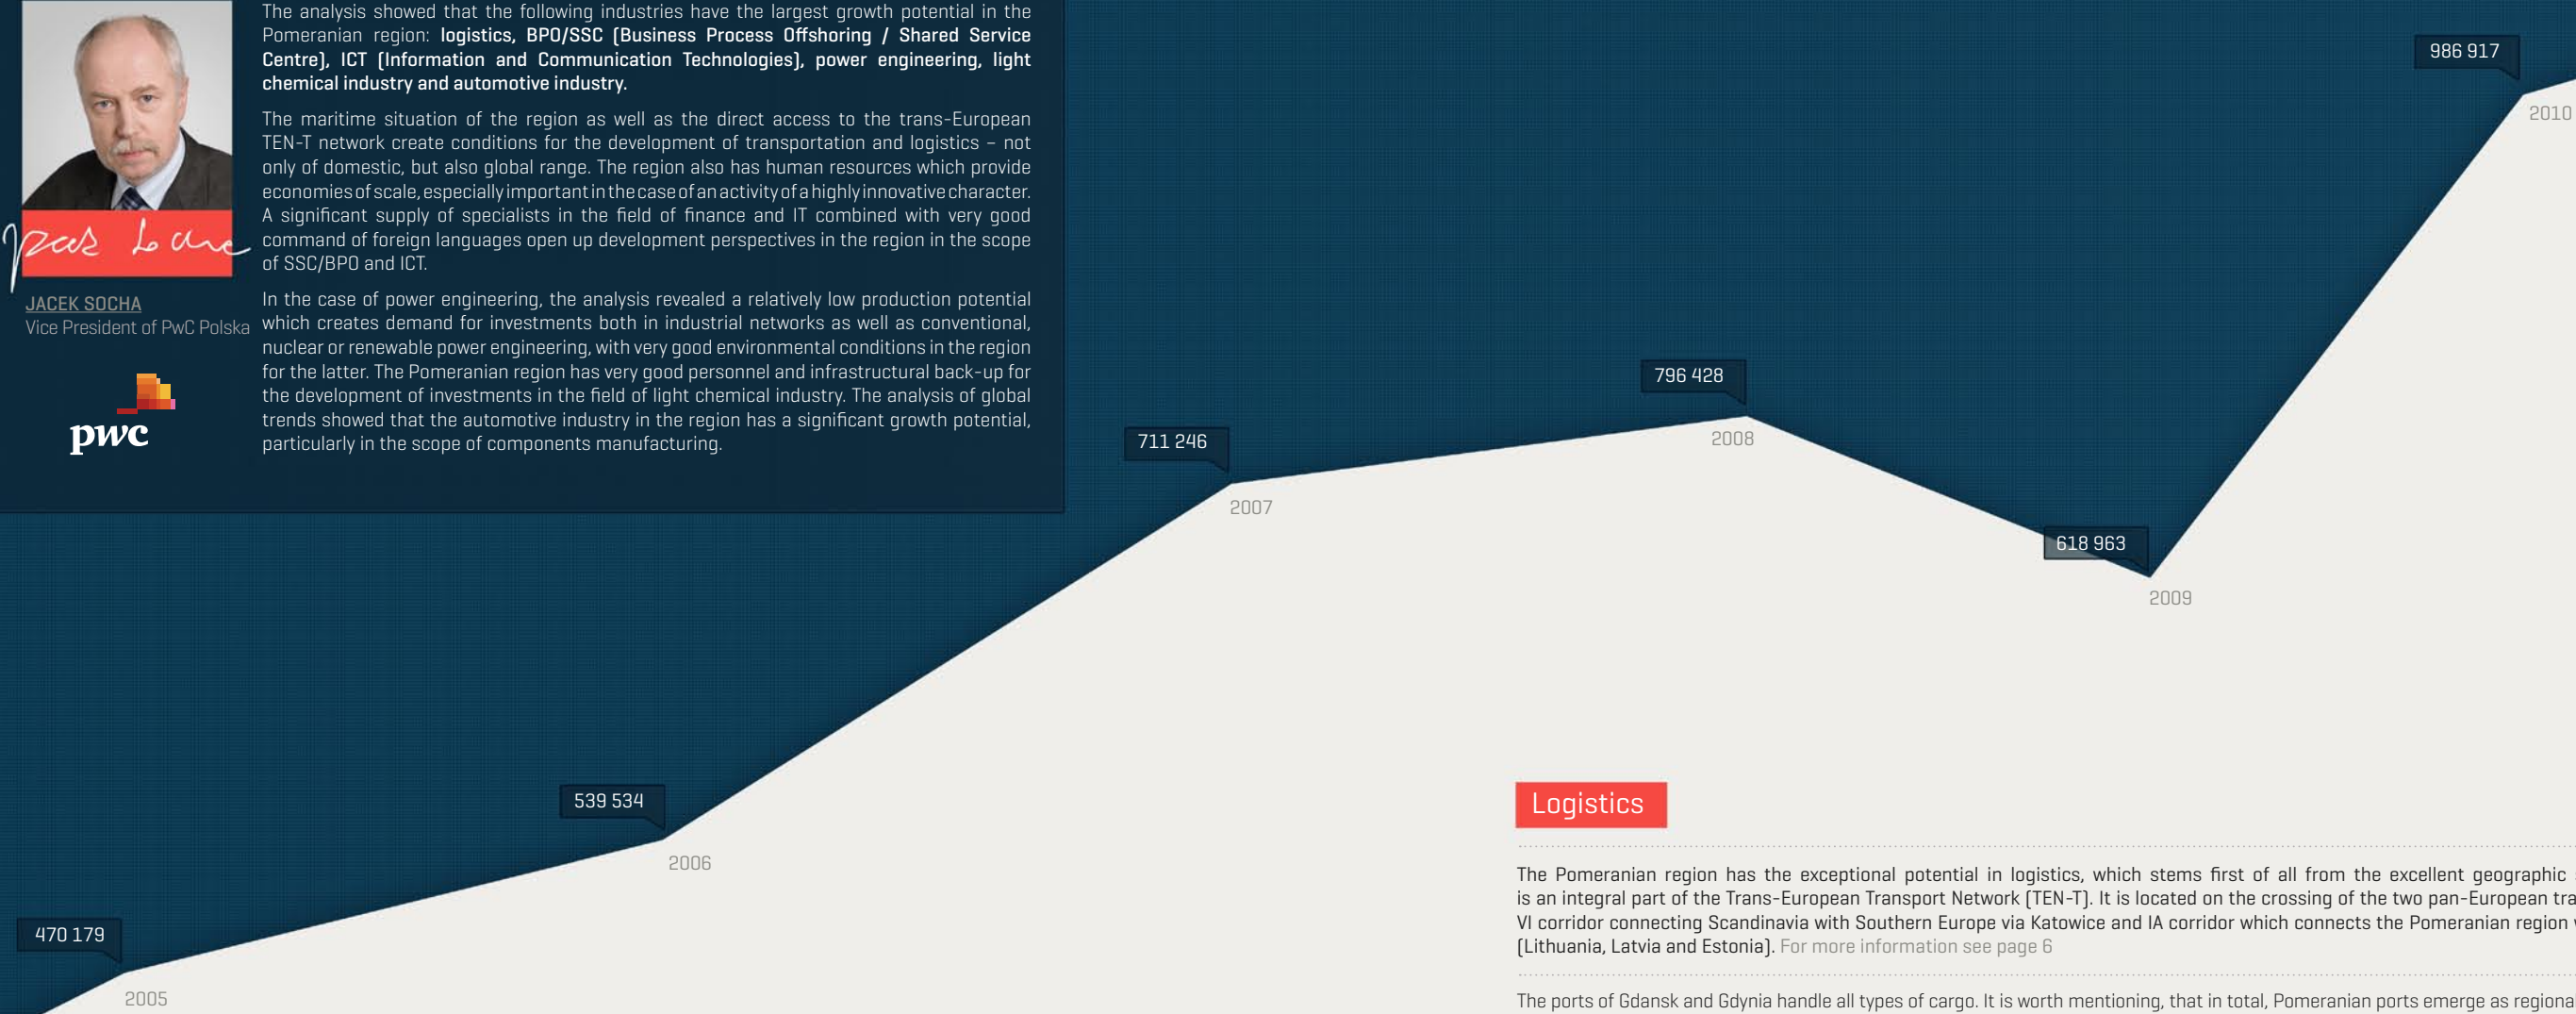 The analysis showed that the following industries have the largest growth potential in the
Pomeranian region: logistics, BPO/SSC (Business Process Offshoring / Shared Service
Centre), ICT (Information and Communication Technologies), power engineering, light
chemical industry and automotive industry.
The maritime situation of the region as well as the direct access to the trans-European
TEN-T network create conditions for the development of transportation and logistics – not
only of domestic, but also global range. The region also has human resources which provide
economies of scale, especially important in the case of an activity of a highly innovative character.
A significant supply of specialists in the field of finance and IT combined with very good
command of foreign languages open up development perspectives in the region in the scope
of SSC/BPO and ICT.
In the case of power engineering, the analysis revealed a relatively low production potential
which creates demand for investments both in industrial networks as well as conventional,
nuclear or renewable power engineering, with very good environmental conditions in the region
for the latter. The Pomeranian region has very good personnel and infrastructural back-up for
the development of investments in the field of light chemical industry. The analysis of global
trends showed that the automotive industry in the region has a significant growth potential,
particularly in the scope of components manufacturing.
JACEK SOCHA
Vice President of PwC Polska
pwc
470 179
2005
539 534
2006
711 246
2007
796 428
2008
618 963
2009
986 917
2010
Logistics
The Pomeranian region has the exceptional potential in logistics, which stems first of all from the excellent geographic
is an integral part of the Trans-European Transport Network (TEN-T). It is located on the crossing of the two pan-European tra
VI corridor connecting Scandinavia with Southern Europe via Katowice and IA corridor which connects the Pomeranian region
(Lithuania, Latvia and Estonia). For more information see page 6
The ports of Gdansk and Gdynia handle all types of cargo. It is worth mentioning, that in total, Pomeranian ports emerge as regiona